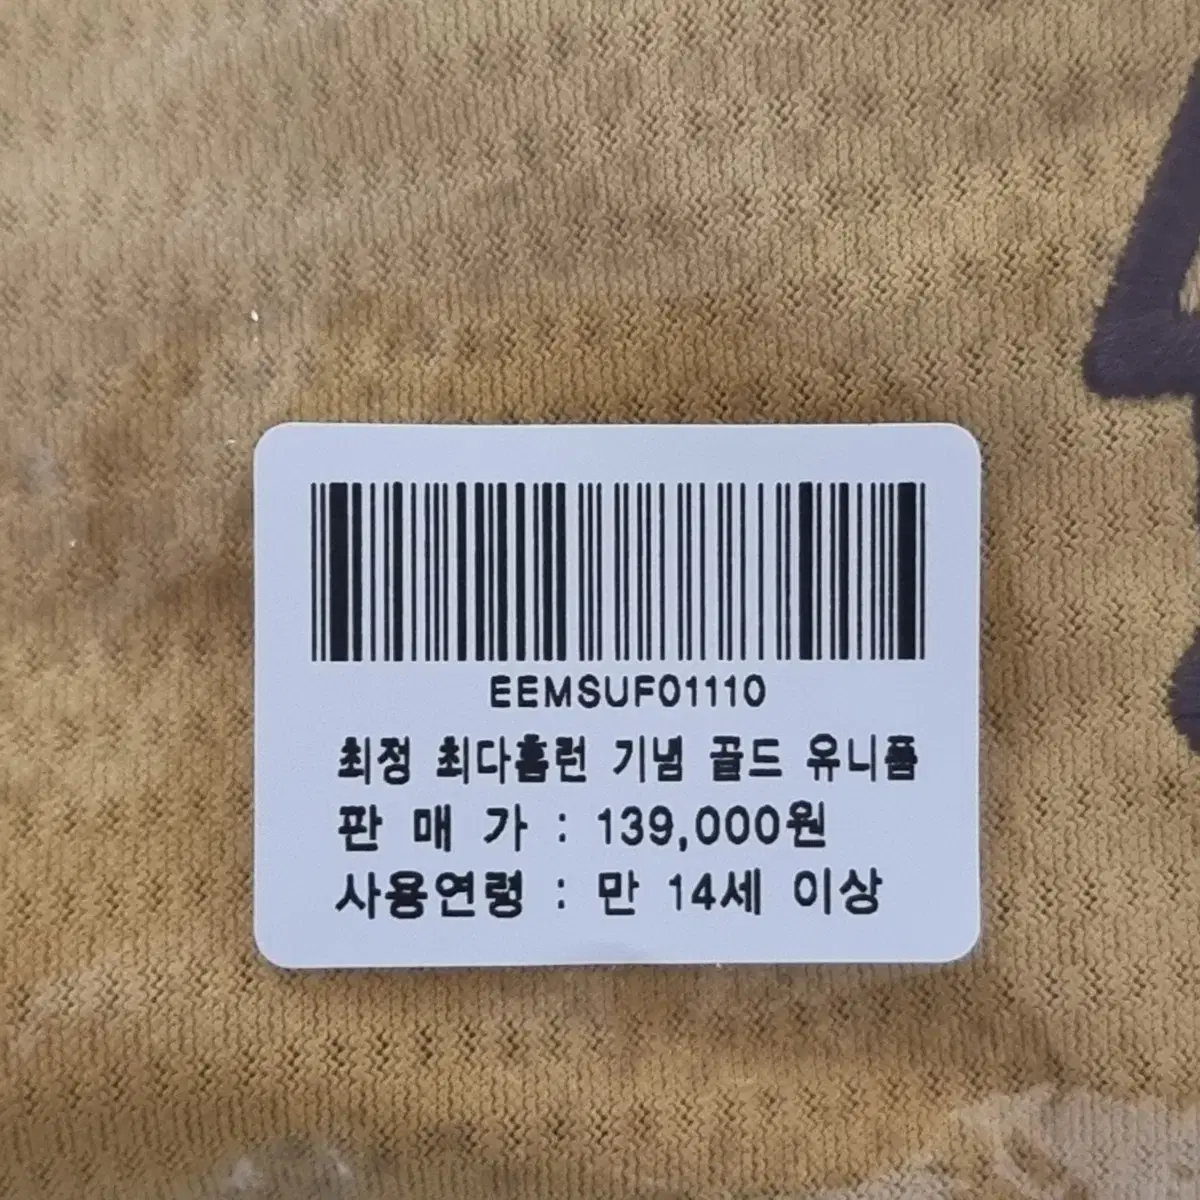 EEMSUF01110
최정 최다홈런 기념 골드 유니폼
판 매 가 : 139,000원
사용연령 : 만 14세 이상